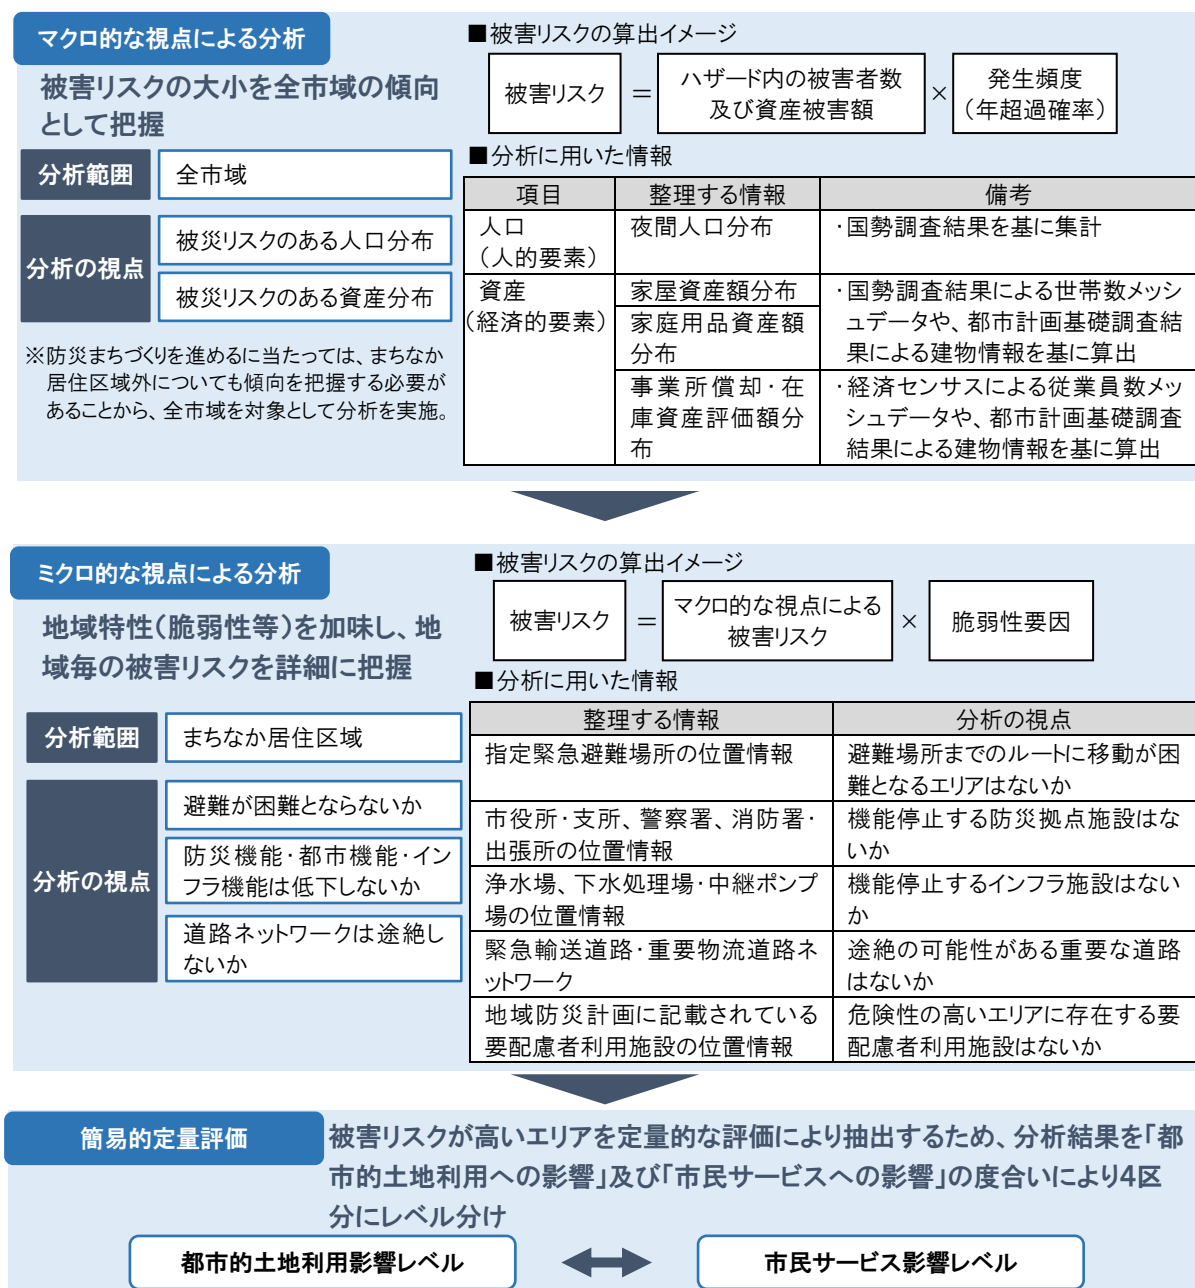 マクロ的な視点による分析
被害リスクの大小を全市域の傾向
として把握
分析範囲
全市域
分析の視点
被災リスクのある人口分布
被災リスクのある資産分布
※防災まちづくりを進めるに当たっては、まちなか
居住区域外についても傾向を把握する必要が
あることから、全市域を対象として分析を実施。
■被害リスクの算出イメージ
被害リスク
＝
ハザード内の被害者数
及び資産被害額
×
発生頻度
（年超過確率）
■分析に用いた情報
項目
整理する情報
備考
人口
（人的要素）
夜間人口分布
・国勢調査結果を基に集計
資産
（経済的要素）
家屋資産額分布
家庭用品資産額
分布
・国勢調査結果による世帯数メッシ
ュデータや、都市計画基礎調査結
果による建物情報を基に算出
事業所償却・在
庫資産評価額分
布
・経済センサスによる従業員数メッ
シュデータや、都市計画基礎調査
結果による建物情報を基に算出
ミクロ的な視点による分析
地域特性（脆弱性等）を加味し、地
域毎の被害リスクを詳細に把握
分析範囲
まちなか居住区域
分析の視点
避難が困難とならないか
防災機能・都市機能・イン
フラ機能は低下しないか
道路ネットワークは途絶し
ないか
■被害リスクの算出イメージ
被害リスク
＝
マクロ的な視点による
被害リスク
×
脆弱性要因
■分析に用いた情報
整理する情報
分析の視点
指定緊急避難場所の位置情報
避難場所までのルートに移動が困
難となるエリアはないか
市役所・支所、警察署、消防署・
出張所の位置情報
機能停止する防災拠点施設はな
いか
浄水場、下水処理場・中継ポンプ
場の位置情報
機能停止するインフラ施設はない
か
緊急輸送道路・重要物流道路ネ
ットワーク
途絶の可能性がある重要な道路
はないか
地域防災計画に記載されている
要配慮者利用施設の位置情報
危険性の高いエリアに存在する要
配慮者利用施設はないか
簡易的定量評価
被害リスクが高いエリアを定量的な評価により抽出するため、分析結果を「都
市的土地利用への影響」及び「市民サービスへの影響」の度合いにより4区
分にレベル分け
都市的土地利用影響レベル
市民サービス影響レベル